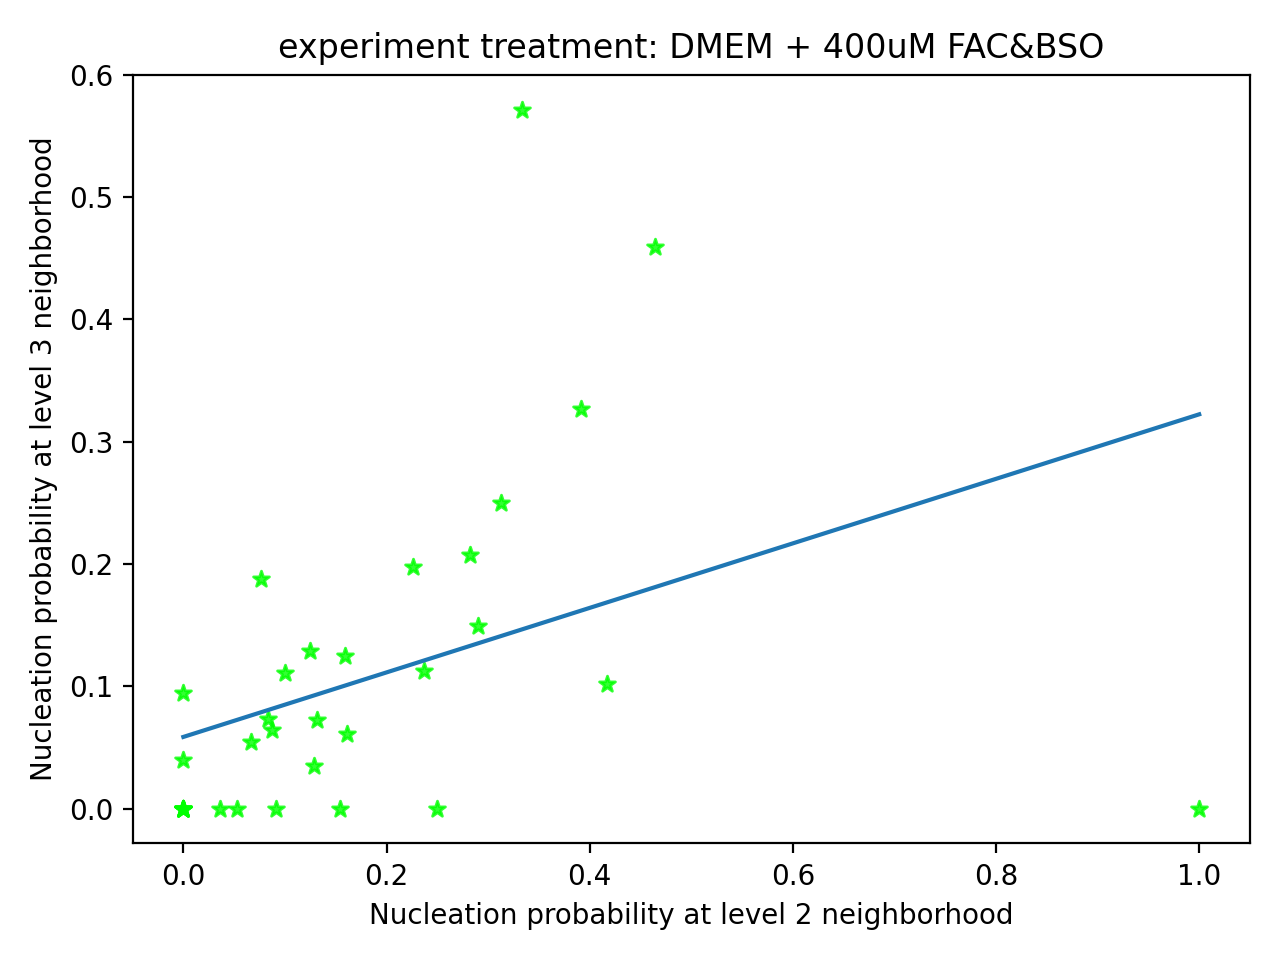 experiment treatment: DMEM + 400uM FAC&BSO
0.6
0.5
0.4
0.3
0.2
0.1
0.0
Nucleation probability at level 3 neighborhood
0.0 0.2 0.4 0.6 0.8 1.0
Nucleation probability at level 2 neighborhood